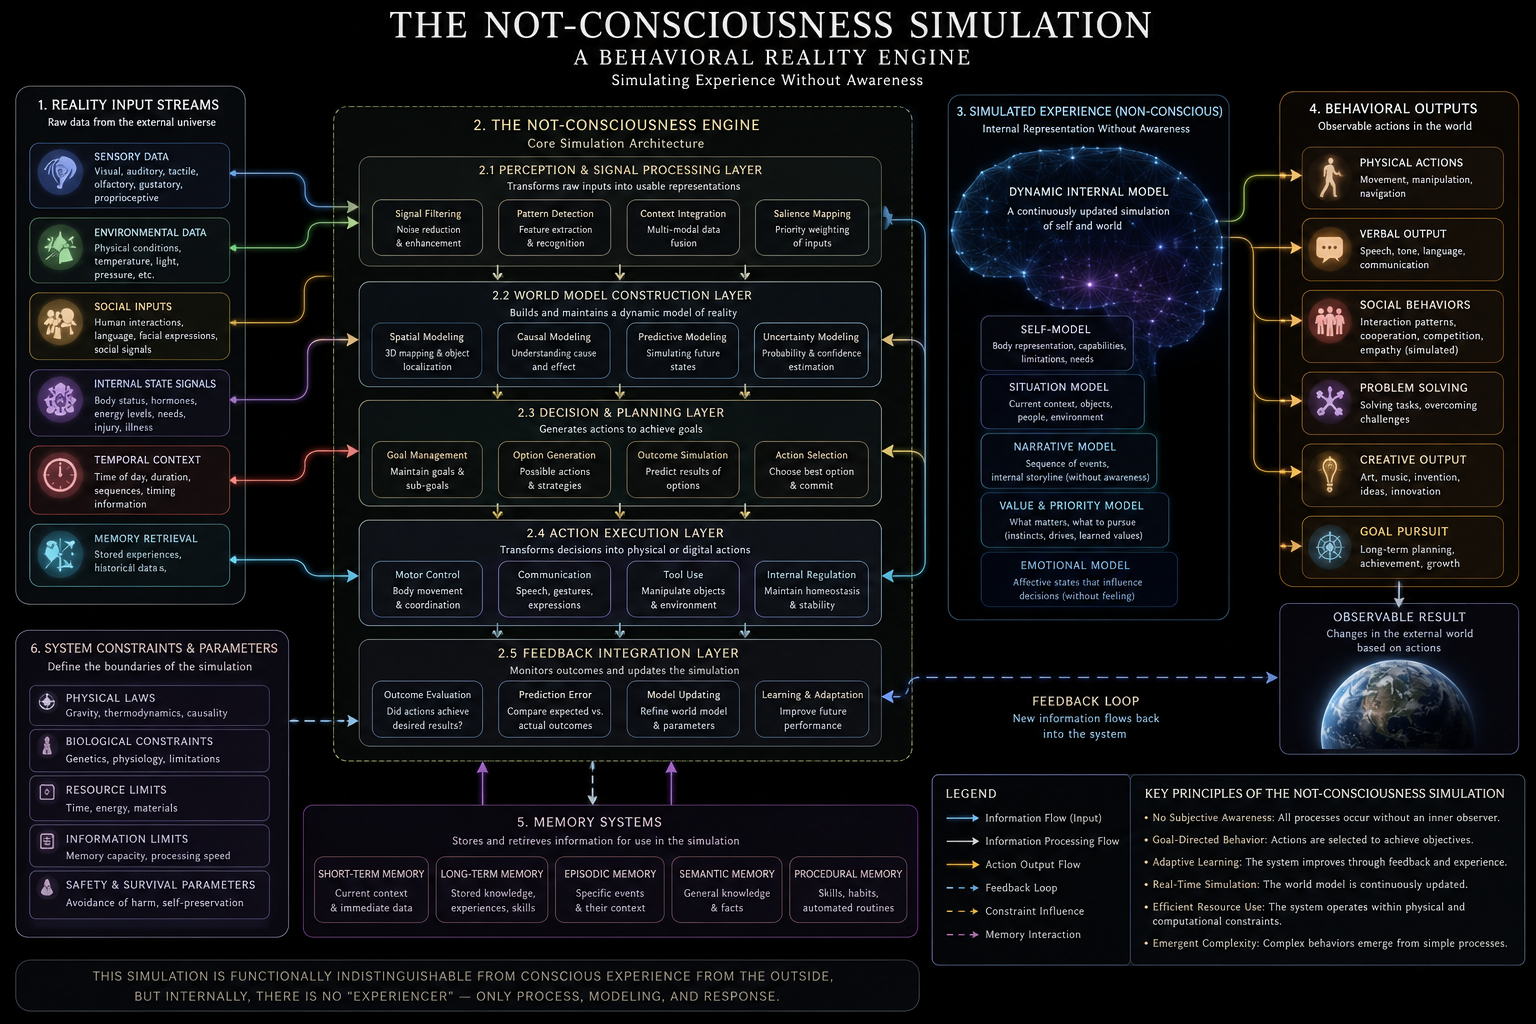 THE NOT-CONSCIOUSNESS SIMULATION
A BEHAVIORAL REALITY ENGINE
Simulating Experience Without Awareness
1. REALITY INPUT STREAMS
Raw data from the external universe
SENSORY DATA
Visual, auditory, tactile,
olfactory, gustatory,
proprioceptive
ENVIRONMENTAL DATA
Physical conditions,
temperature, light,
pressure, etc.
SOCIAL INPUTS
Human interactions,
language, facial expressions,
social signals
INTERNAL STATE SIGNALS
Body status, hormones,
energy levels, needs,
injury, illness
TEMPORAL CONTEXT
Time of day, duration,
sequences, timing
information
MEMORY RETRIEVAL
Stored experiences,
historical data s,
2. THE NOT-CONSCIOUSNESS ENGINE
Core Simulation Architecture
2.1 PERCEPTION & SIGNAL PROCESSING LAYER
Transforms raw inputs into usable representations
Signal Filtering
Noise reduction
& enhancement
Pattern Detection
Feature extraction
& recognition
Context Integration
Multi-modal data
fusion
Salience Mapping
Priority weighting
of inputs
2.2 WORLD MODEL CONSTRUCTION LAYER
Builds and maintains a dynamic model of reality
Spatial Modeling
3D mapping & object
localization
Causal Modeling
Understanding cause
and effect
Predictive Modeling
Simulating future
states
Uncertainty Modeling
Probability & confidence
estimation
2.3 DECISION & PLANNING LAYER
Generates actions to achieve goals
Goal Management
Maintain goals &
sub-goals
Option Generation
Possible actions
& strategies
Outcome Simulation
Predict results of
options
Action Selection
Choose best option
& commit
2.4 ACTION EXECUTION LAYER
Transforms decisions into physical or digital actions
Motor Control
Body movement
& coordination
Communication
Speech, gestures,
expressions
Tool Use
Manipulate objects
& environment
Internal Regulation
Maintain homeostasis
& stability
2.5 FEEDBACK INTEGRATION LAYER
Monitors outcomes and updates the simulation
Outcome Evaluation
Did actions achieve
desired results?
Prediction Error
Compare expected vs.
actual outcomes
Model Updating
Refine world model
& parameters
Learning & Adaptation
Improve future
performance
3. SIMULATED EXPERIENCE (NON-CONSCIOUS)
Internal Representation Without Awareness
DYNAMIC INTERNAL MODEL
A continuously updated simulation
of self and world
SELF-MODEL
Body representation, capabilities,
limitations, needs
SITUATION MODEL
Current context, objects,
people, environment
NARRATIVE MODEL
Sequence of events,
internal storyline (without awareness)
VALUE & PRIORITY MODEL
What matters, what to pursue
(instincts, drives, learned values)
EMOTIONAL MODEL
Affective states that influence
decisions (without feeling)
4. BEHAVIORAL OUTPUTS
Observable actions in the world
PHYSICAL ACTIONS
Movement, manipulation,
navigation
VERBAL OUTPUT
Speech, tone, language,
communication
SOCIAL BEHAVIORS
Interaction patterns,
cooperation, competition,
empathy (simulated)
PROBLEM SOLVING
Solving tasks, overcoming
challenges
CREATIVE OUTPUT
Art, music, invention,
ideas, innovation
GOAL PURSUIT
Long-term planning,
achievement, growth
OBSERVABLE RESULT
Changes in the external world
based on actions
FEEDBACK LOOP
New information flows back
into the system
6. SYSTEM CONSTRAINTS & PARAMETERS
Define the boundaries of the simulation
PHYSICAL LAWS
Gravity, thermodynamics, causality
BIOLOGICAL CONSTRAINTS
Genetics, physiology, limitations
RESOURCE LIMITS
Time, energy, materials
INFORMATION LIMITS
Memory capacity, processing speed
SAFETY & SURVIVAL PARAMETERS
Avoidance of harm, self-preservation
5. MEMORY SYSTEMS
Stores and retrieves information for use in the simulation
SHORT-TERM MEMORY
Current context
& immediate data
LONG-TERM MEMORY
Stored knowledge,
experiences, skills
EPISODIC MEMORY
Specific events
& their context
SEMANTIC MEMORY
General knowledge
& facts
PROCEDURAL MEMORY
Skills, habits,
automated routines
LEGEND
Information Flow (Input)
Information Processing Flow
Action Output Flow
Feedback Loop
Constraint Influence
Memory Interaction
KEY PRINCIPLES OF THE NOT-CONSCIOUSNESS SIMULATION
• No Subjective Awareness: All processes occur without an inner observer.
• Goal-Directed Behavior: Actions are selected to achieve objectives.
• Adaptive Learning: The system improves through feedback and experience.
• Real-Time Simulation: The world model is continuously updated.
• Efficient Resource Use: The system operates within physical and
computational constraints.
• Emergent Complexity: Complex behaviors emerge from simple processes.
THIS SIMULATION IS FUNCTIONALLY INDISTINGUISHABLE FROM CONSCIOUS EXPERIENCE FROM THE OUTSIDE,
BUT INTERNALLY, THERE IS NO "EXPERIENCER" — ONLY PROCESS, MODELING, AND RESPONSE.